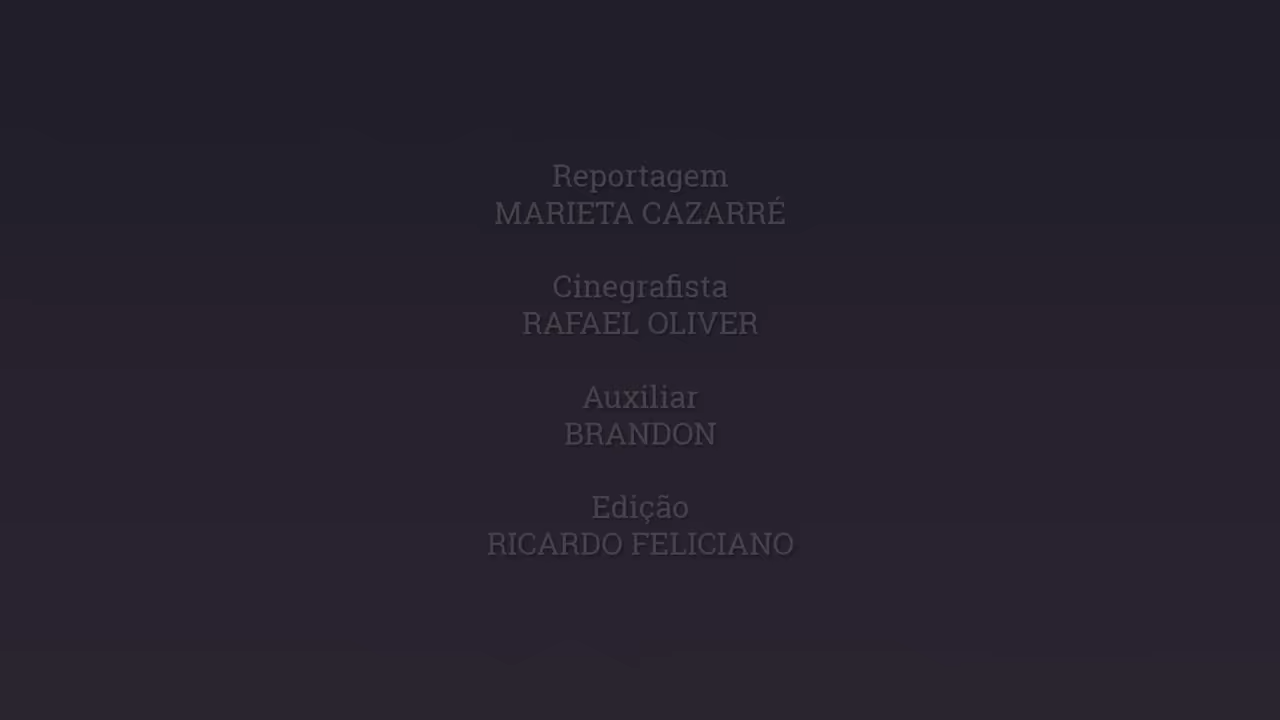 Reportagem
MARIETA CAZARRÉ
Cinegrafista
RAFAEL OLIVER
Auxiliar
BRANDON
Edição
RICARDO FELICIANO